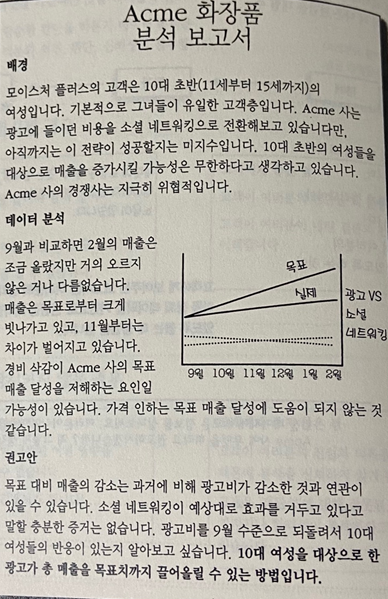 Acme 화장품
분석 보고서
배경
모이스처 플러스의 고객은 10대 초반(11세부터 15세까지)의
여성입니다. 기본적으로 그녀들이 유일한 고객층입니다. Acme 사는
광고에 들이던 비용을 소셜 네트워킹으로 전환해보고 있습니다만,
아직까지는 이 전략이 성공할지는 미지수입니다. 10대 초반의 여성들을
대상으로 매출을 증가시킬 가능성은 무한하다고 생각하고 있습니다.
Acme 사의 경쟁사는 지극히 위협적입니다.
데이터 분석
9월과 비교하면 2월의 매출은
조금 올랐지만 거의 오르지
않은 거나 다름없습니다.
매출은 목표로부터 크게
빗나가고 있고, 11월부터는
차이가 벌어지고 있습니다.
경비 삭감이 Acme 사의 목표
매출 달성을 저해하는 요인일
가능성이 있습니다. 가격 인하는 목표 매출 달성에 도움이 되지 않는 것
같습니다.
목표
실제
광고 VS
소셜
네트워킹
9월 10월 11월 12월 1월 2월
권고안
목표 대비 매출의 감소는 과거에 비해 광고비가 감소한 것과 연관이
있을 수 있습니다. 소셜 네트워킹이 예상대로 효과를 거두고 있다고
말할 충분한 증거는 없습니다. 광고비를 9월 수준으로 되돌려서 10대
여성들의 반응이 있는지 알아보고 싶습니다. 10대 여성을 대상으로 한
광고가 총 매출을 목표치까지 끌어올릴 수 있는 방법입니다.